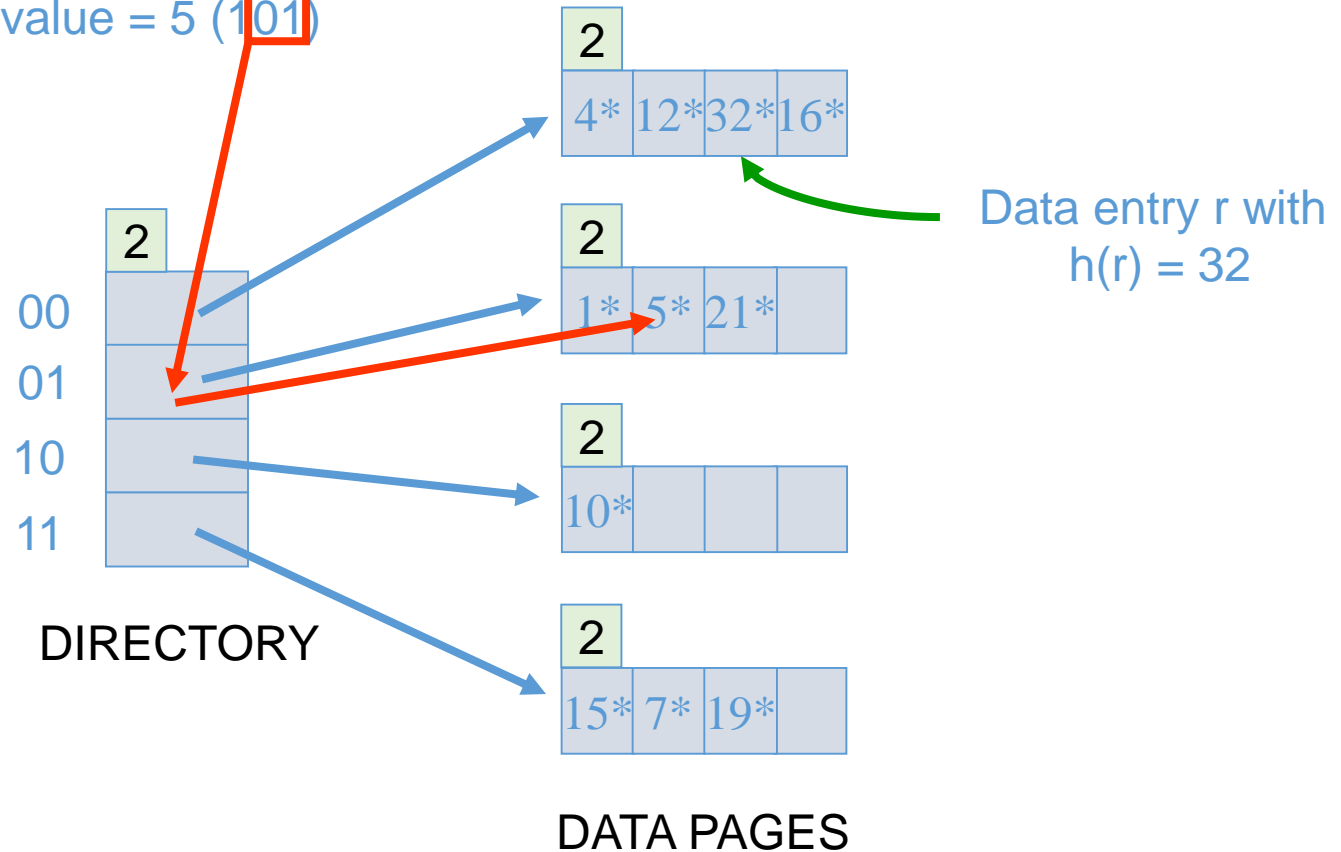 value = 5 (101)
2
4* 12* 32* 16*
Data entry r with
h(r) = 32
2
1* 5* 21*
2
00
01
10
11
2
10*
DIRECTORY
2
15* 7* 19*
DATA PAGES